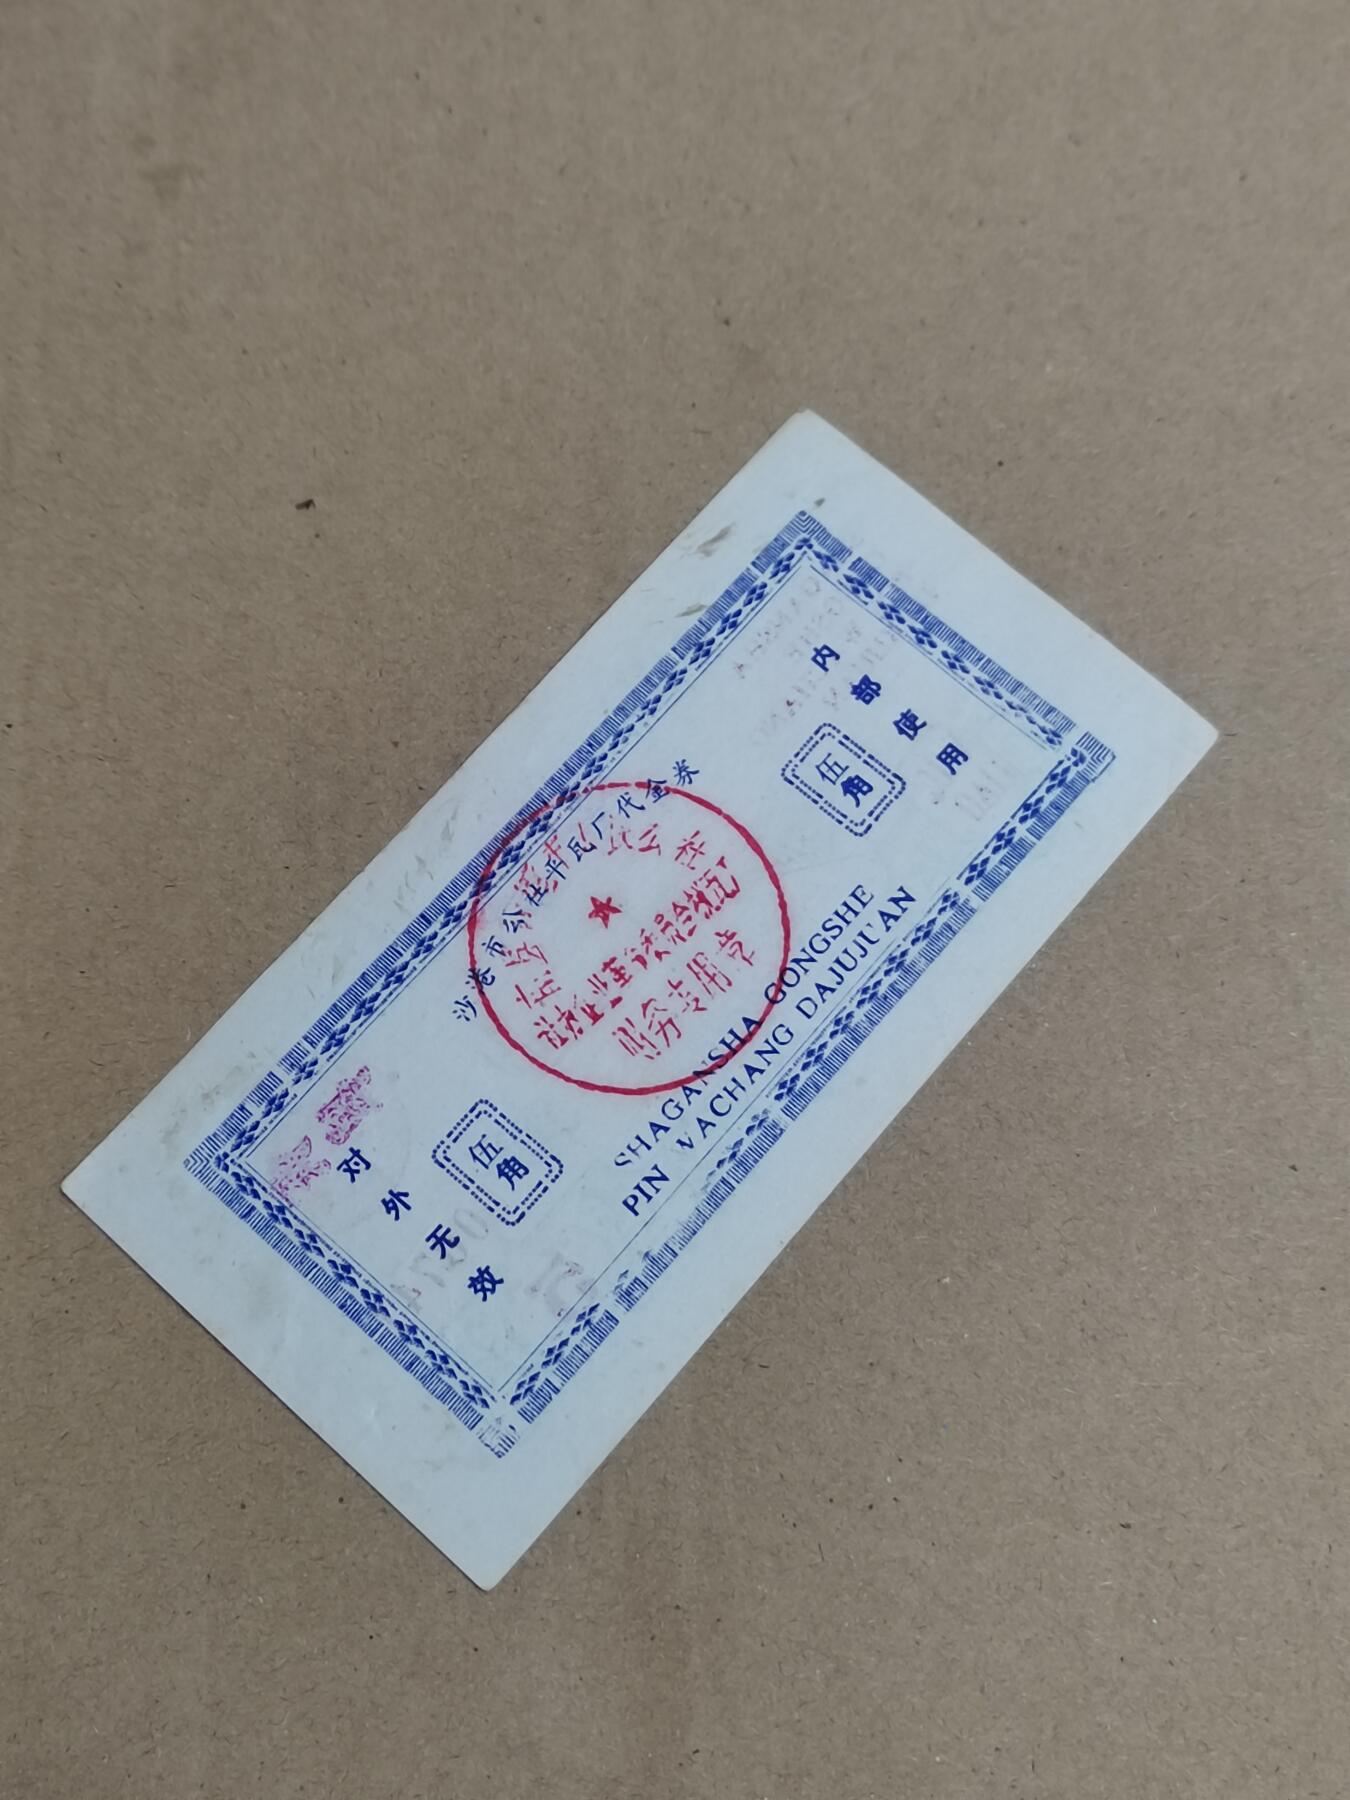 沙港市公社平瓦厂代金券
对外无效
伍角
伍角
内部使用
财务专用章
SHAGANSHA GONGSHE
PIN VACHANG DAJUJUAN